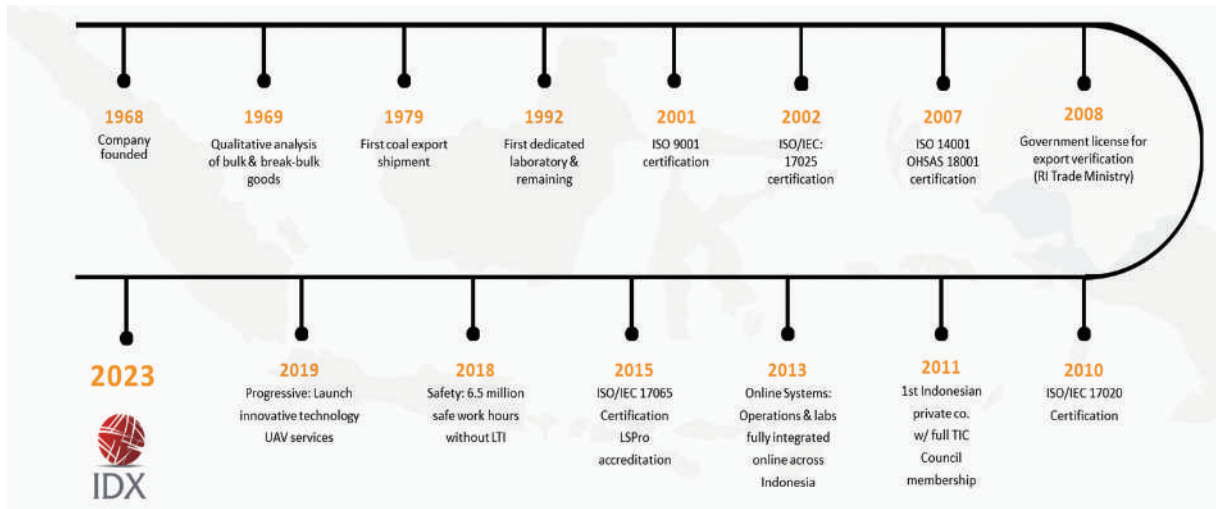 1968
Company
founded
1969
Qualitative analysis
of bulk & break-bulk
goods
1979
First coal export
shipment
1992
First dedicated
laboratory &
remaining
2001
ISO 9001
certification
2002
ISO/IEC:
17025
certification
2007
ISO 14001
OHSAS 18001
certification
2008
Government license for
export verification
(RI Trade Ministry)
2023
IDX
2019
Progressive: Launch
innovative technology
UAV services
2018
Safety: 6.5 million
safe work hours
without LTI
2015
ISO/IEC 17065
Certification
LSPro
accreditation
2013
Online Systems:
Operations & labs
fully integrated
online across
Indonesia
2011
1st Indonesian
private co.
w/ full TIC
Council
membership
2010
ISO/IEC 17020
Certification